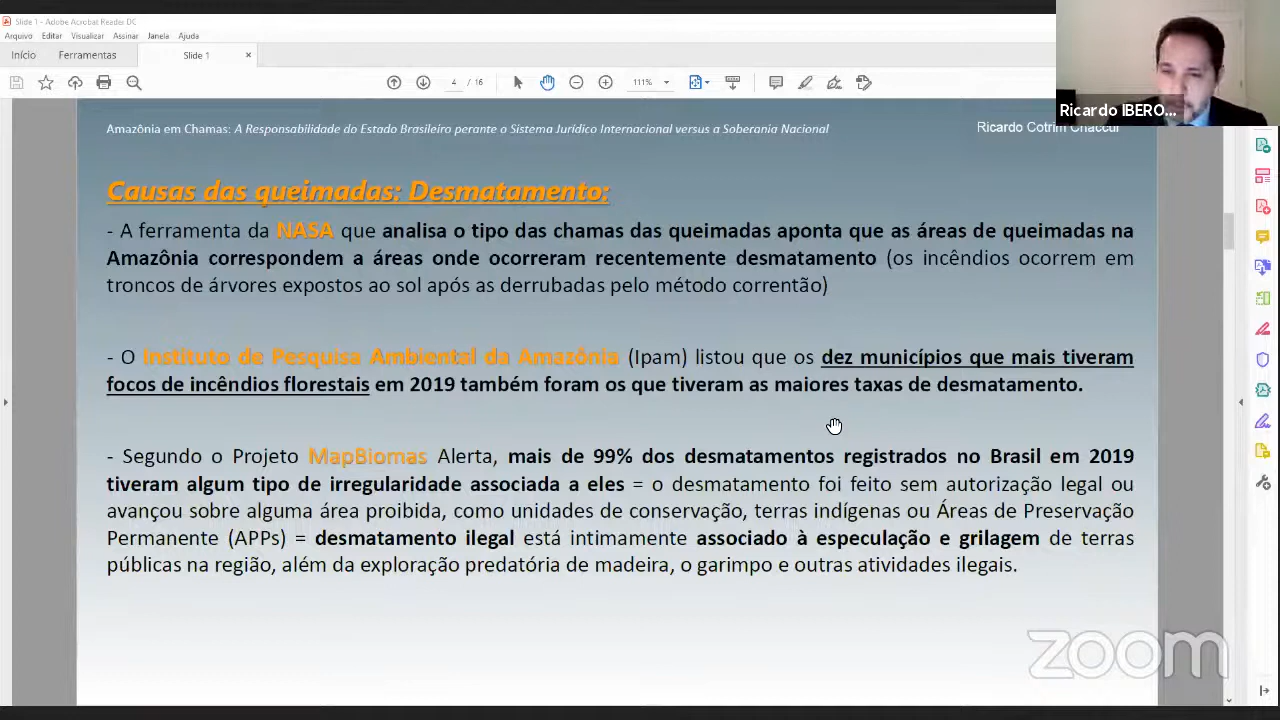 Slide 1 - Adobe Acrobat Reader DC
Arquivo Editar Visualizar Assinar Janela Ajuda
Início Ferramentas Slide 1 ×
4 / 16 111%
Ricardo IBERO...
Amazônia em Chamas: A Responsabilidade do Estado Brasileiro perante o Sistema Jurídico Internacional versus a Soberania Nacional Ricardo Cotrim Chaccur
Causas das queimadas: Desmatamento:
- A ferramenta da NASA que analisa o tipo das chamas das queimadas aponta que as áreas de queimadas na
Amazônia correspondem a áreas onde ocorreram recentemente desmatamento (os incêndios ocorrem em
troncos de árvores expostos ao sol após as derrubadas pelo método correntão)
- O Instituto de Pesquisa Ambiental da Amazônia (Ipam) listou que os dez municípios que mais tiveram
focos de incêndios florestais em 2019 também foram os que tiveram as maiores taxas de desmatamento.
- Segundo o Projeto MapBiomas Alerta, mais de 99% dos desmatamentos registrados no Brasil em 2019
tiveram algum tipo de irregularidade associada a eles = o desmatamento foi feito sem autorização legal ou
avançou sobre alguma área proibida, como unidades de conservação, terras indígenas ou Áreas de Preservação
Permanente (APPs) = desmatamento ilegal está intimamente associado à especulação e grilagem de terras
públicas na região, além da exploração predatória de madeira, o garimpo e outras atividades ilegais.
zoom